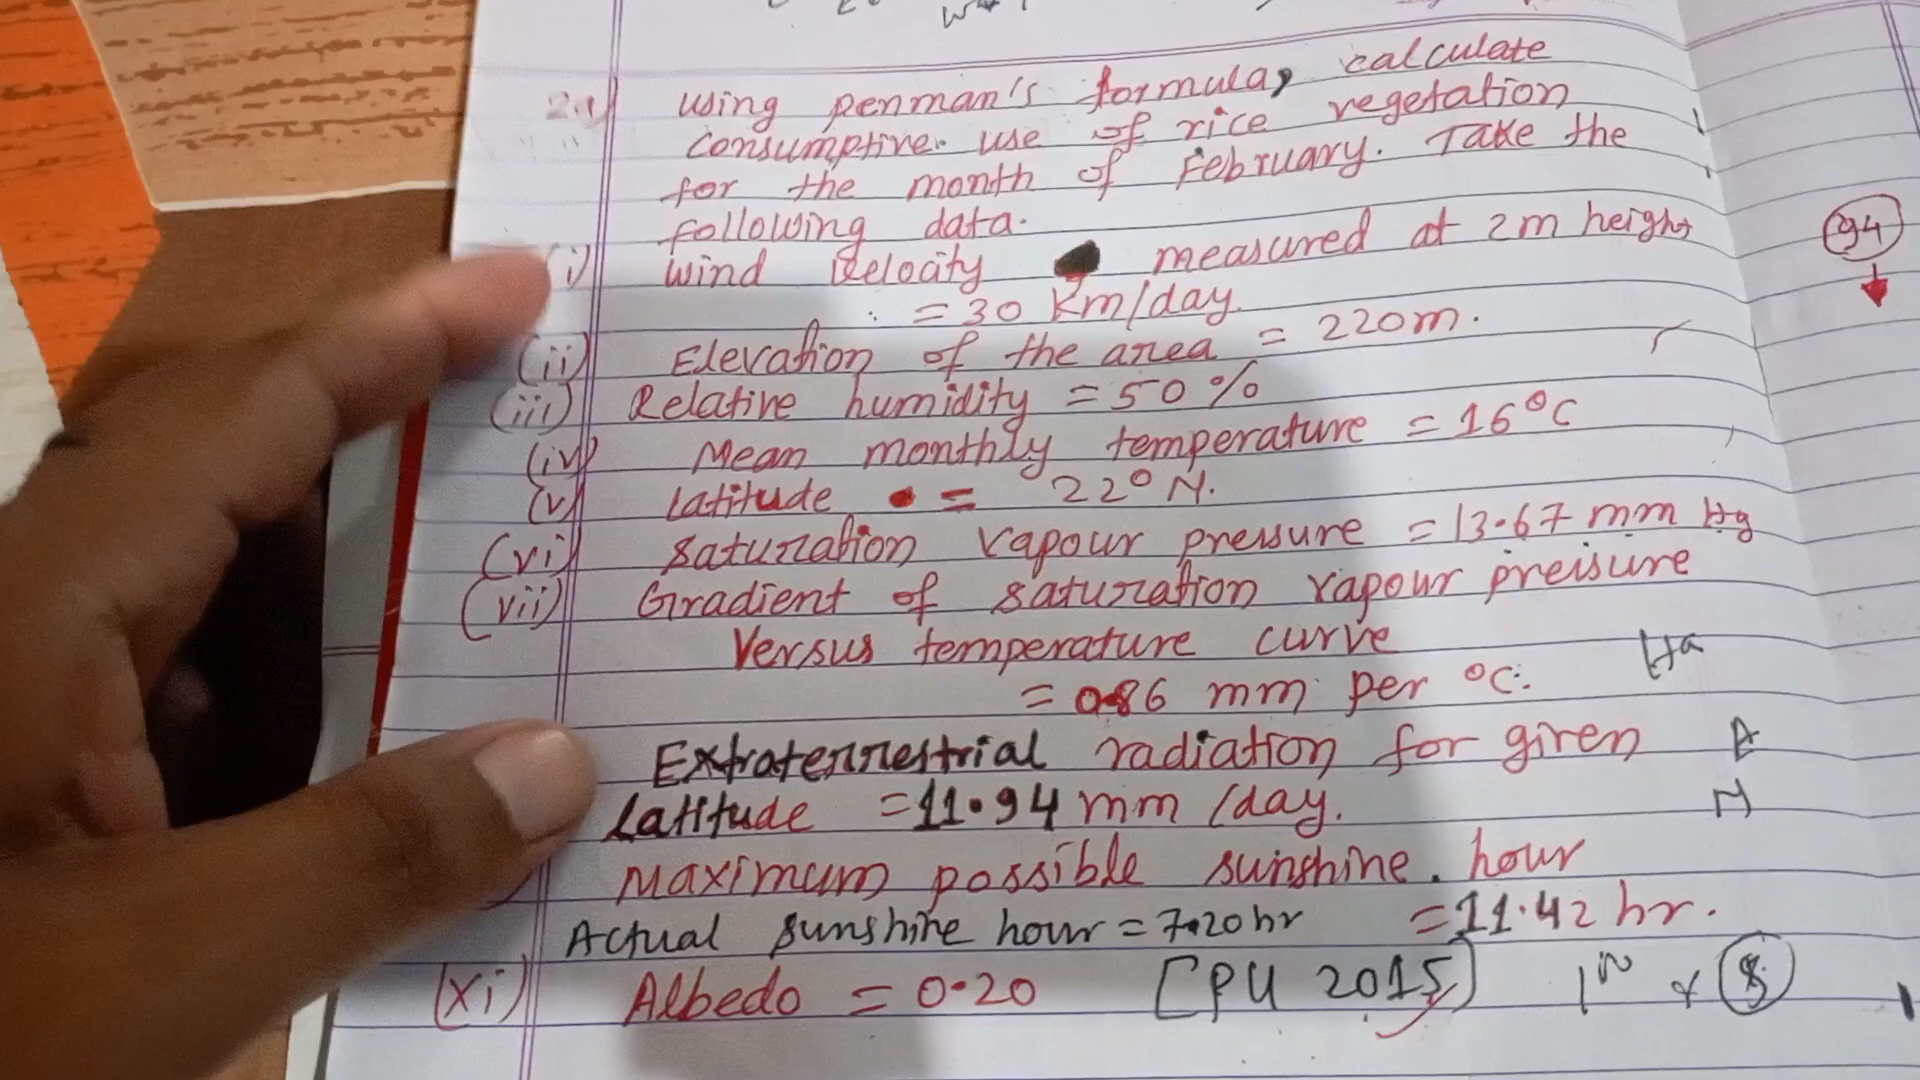 2.a) using penman's formula, calculate
consumptive use of rice vegetation
for the month of February. Take the
following data.
(i) wind velocity measured at 2m height
= 30 km/day.
(ii) Elevation of the area = 220m.
(iii) Relative humidity = 50%
(iv) Mean monthly temperature = 16°C
(v) latitude = 22°N.
(vi) saturation vapour pressure = 13.67 mm Hg
(vii) Gradient of saturation vapour pressure
versus temperature curve
= 0.86 mm per °C.
Ha
Extraterrestrial radiation for given
A
Latitude = 11.94 mm/day.
N
Maximum possible sunshine hour
= 11.42 hr.
Actual sunshine hour = 7.20 hr
(xi) Albedo = 0.20 [PU 2015]
94